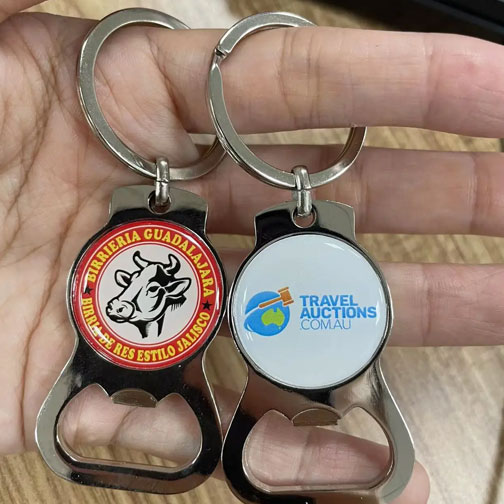 BIRRIERIA GUADALAJARA
BIRRIA DE RES ESTILO JALISCO
TRAVEL
AUCTIONS
COM.AU